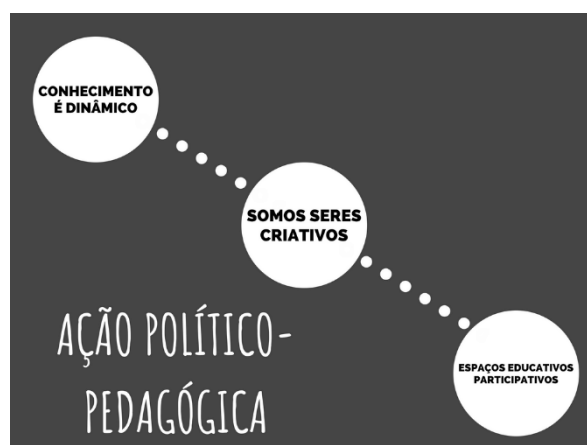 CONHECIMENTO
É DINÂMICO
SOMOS SERES
CRIATIVOS
ESPAÇOS EDUCATIVOS
PARTICIPATIVOS
AÇÃO POLÍTICO-
PEDAGÓGICA